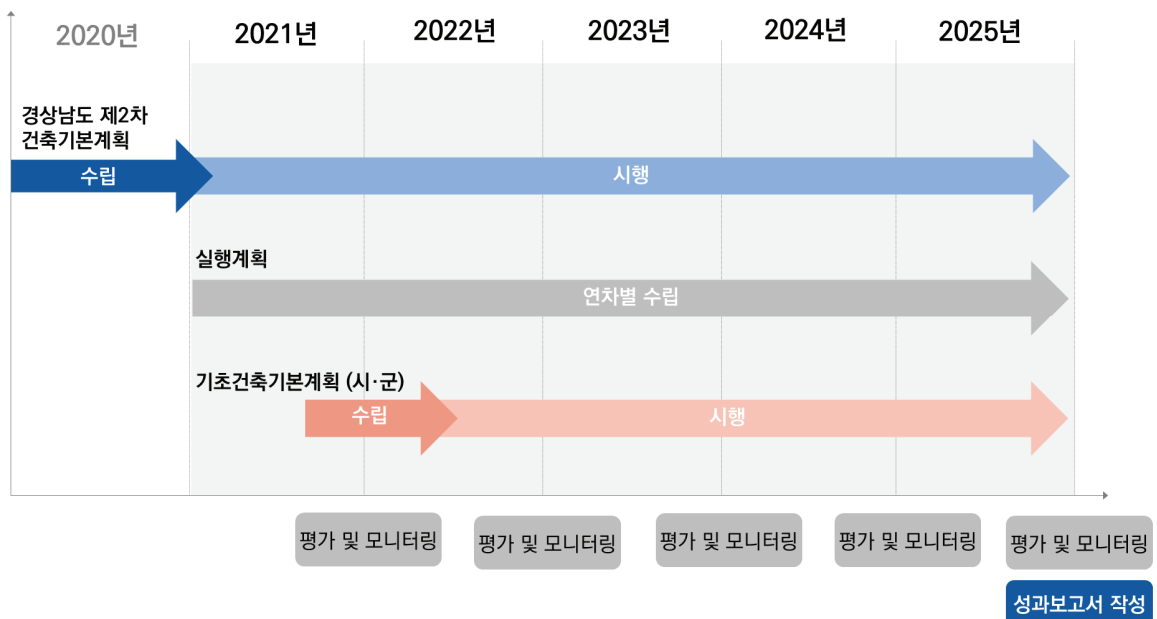 2020년
2021년
2022년
2023년
2024년
2025년
경상남도 제2차
건축기본계획
수립
시행
실행계획
연차별 수립
기초건축기본계획 (시·군)
수립
시행
평가 및 모니터링
평가 및 모니터링
평가 및 모니터링
평가 및 모니터링
평가 및 모니터링
성과보고서 작성